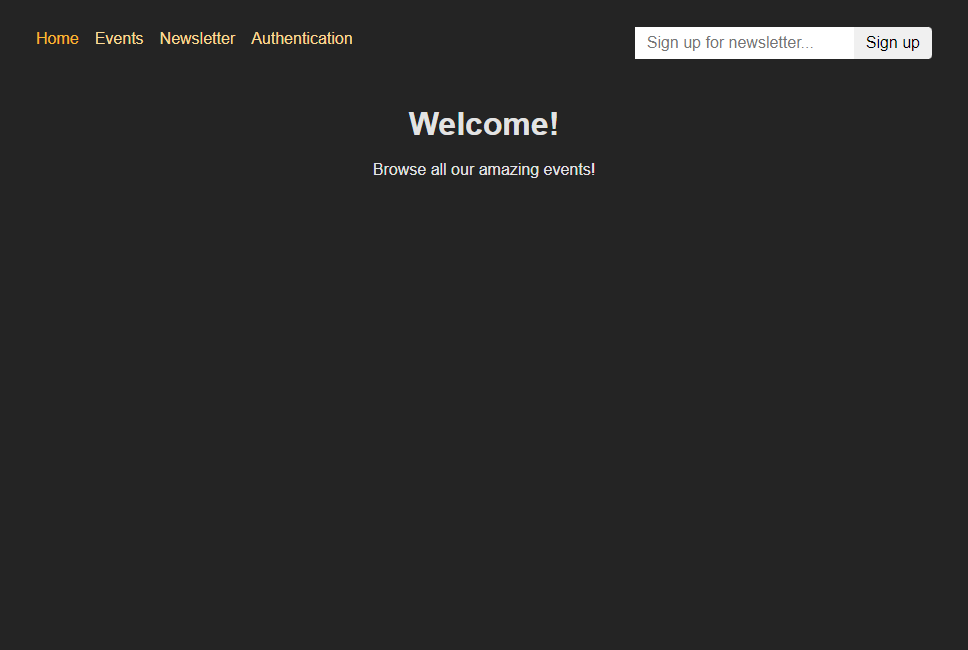 Home Events Newsletter Authentication Sign up for newsletter... Sign up
Welcome!
Browse all our amazing events!